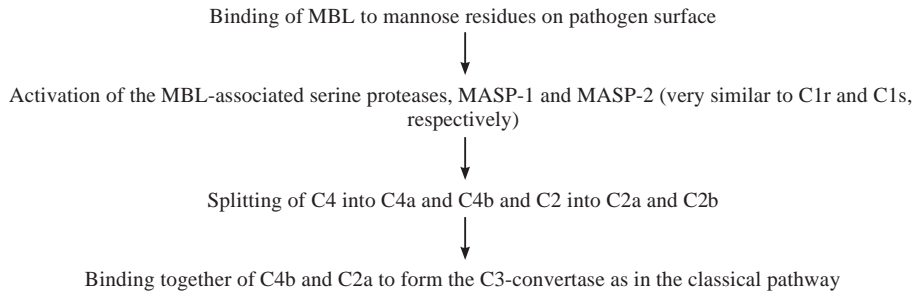 Binding of MBL to mannose residues on pathogen surface
Activation of the MBL-associated serine proteases, MASP-1 and MASP-2 (very similar to C1r and C1s,
respectively)
Splitting of C4 into C4a and C4b and C2 into C2a and C2b
Binding together of C4b and C2a to form the C3-convertase as in the classical pathway